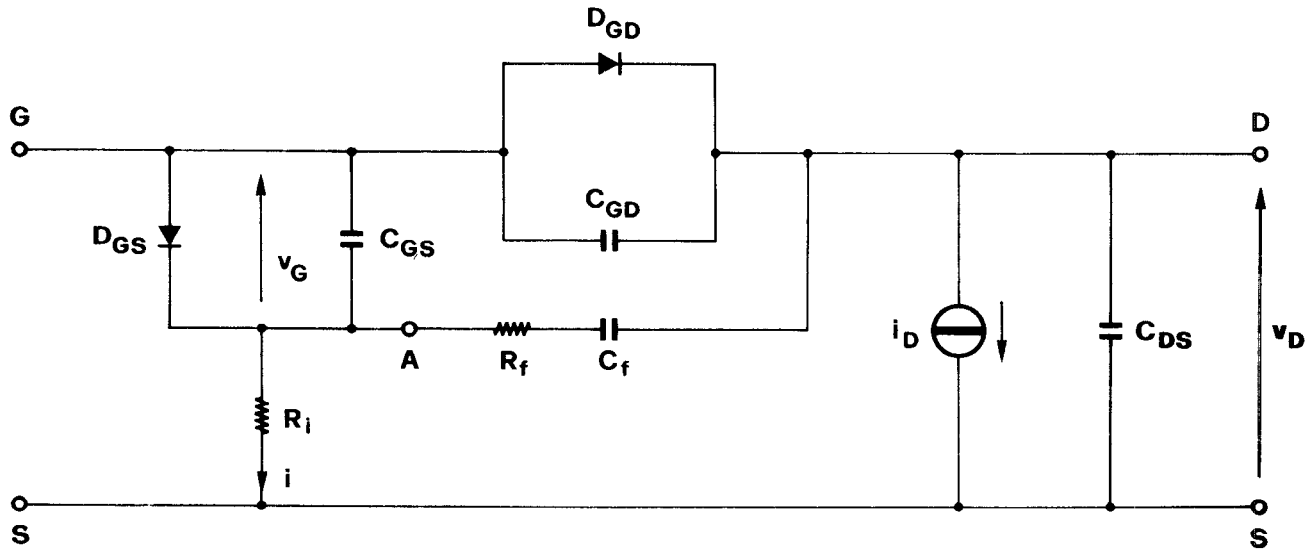 D_GD
G
D
C_GD
D_GS
v_G
C_GS
A
R_f
C_f
i_D
C_DS
v_D
R_i
i
S
S